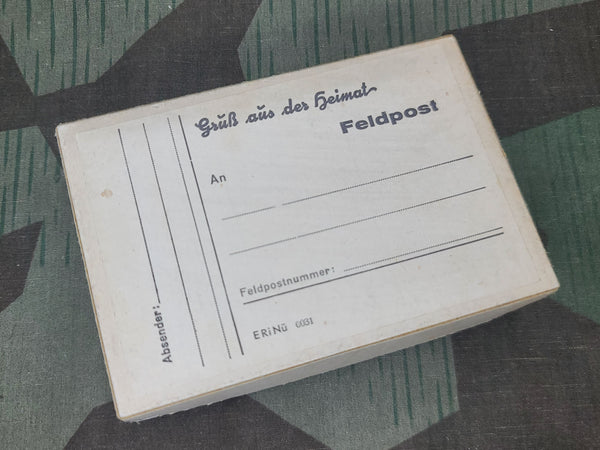 Gruß aus der Heimat
Feldpost
An
Feldpostnummer:
ERiNü 6031
Absender: